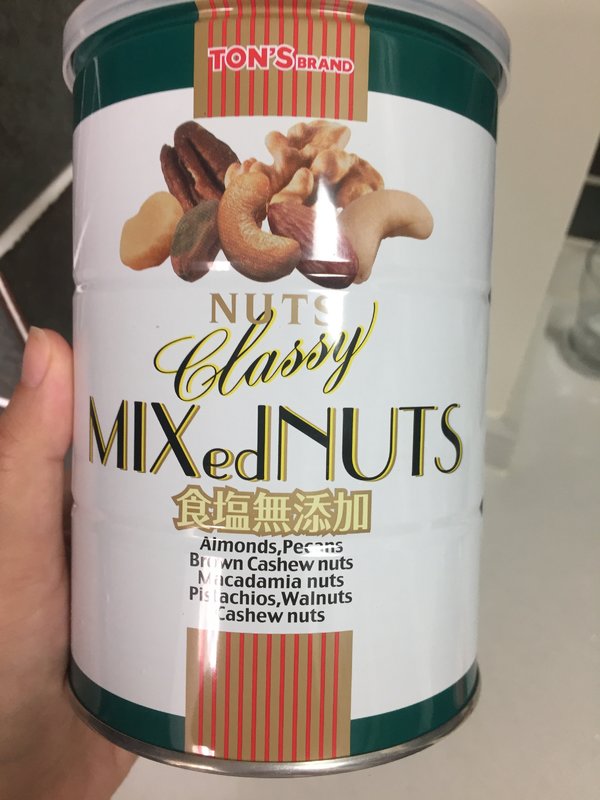 TON'S BRAND
NUTS
Classy
MIXedNUTS
食塩無添加
Almonds,Pecans
Brown Cashew nuts
Macadamia nuts
Pistachios,Walnuts
Cashew nuts